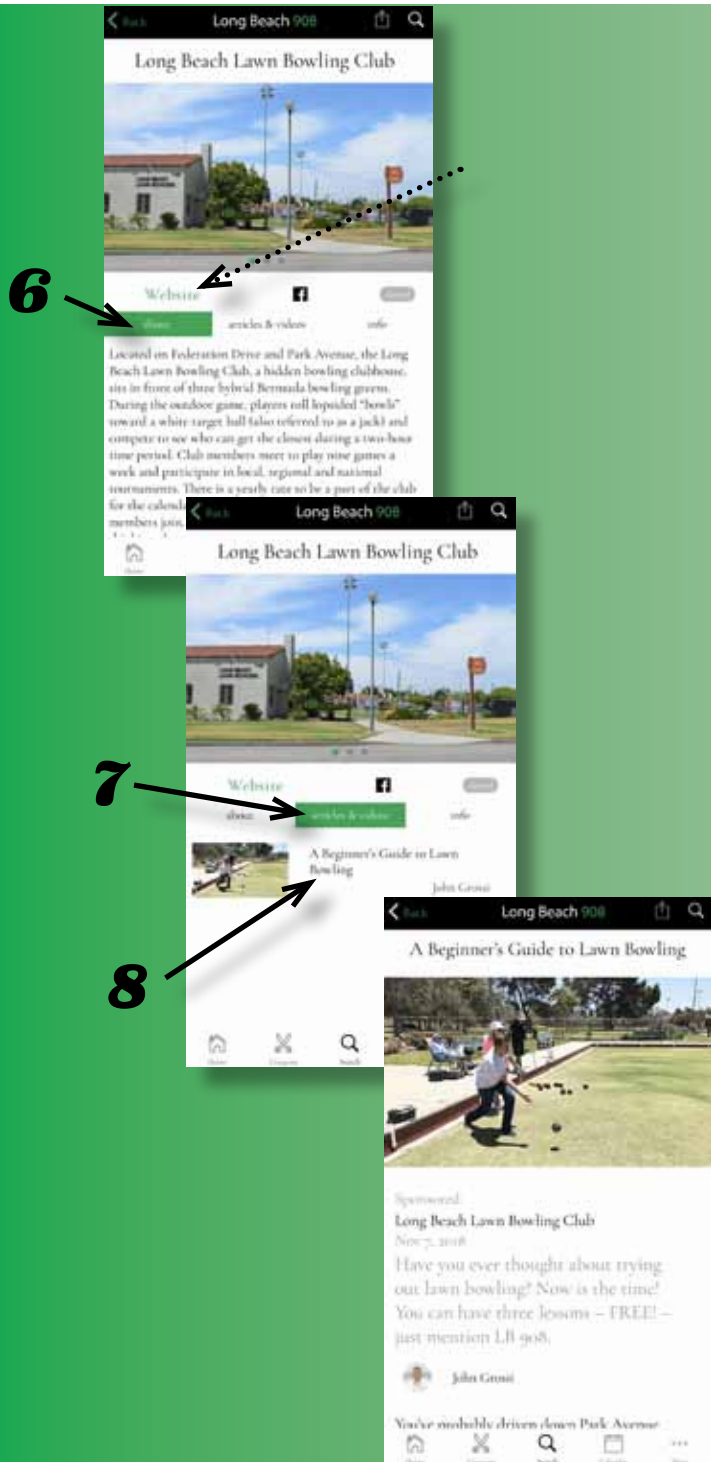 Back
Long Beach 908
Long Beach Lawn Bowling Club
6
Website
about
articles & videos
info
Located on Federation Drive and Park Avenue, the Long
Beach Lawn Bowling Club, a hidden bowling clubhouse,
sits in front of three hybrid Bermuda bowling greens.
During the outdoor game, players roll lopsided “bowls”
toward a white target ball (also referred to as a jack) and
compete to see who can get the closest during a two-hour
time period. Club members meet to play nine games a
week and participate in local, regional and national
tournaments. There is a yearly rate to be a part of the club
for the
members join,
Home
Back
Long Beach 908
Long Beach Lawn Bowling Club
LONG BEACH
LAWN BOWLING
7
Website
about
articles & videos
info
A Beginner's Guide to Lawn
Bowling
John Grossi
8
Home
Search
Back
Long Beach 908
A Beginner's Guide to Lawn Bowling
Sponsored
Long Beach Lawn Bowling Club
Nov 7, 2018
Have you ever thought about trying
out lawn bowling? Now is the time!
You can have three lessons – FREE! –
just mention LB 908.
John Grossi
You've probably driven down Park Avenue